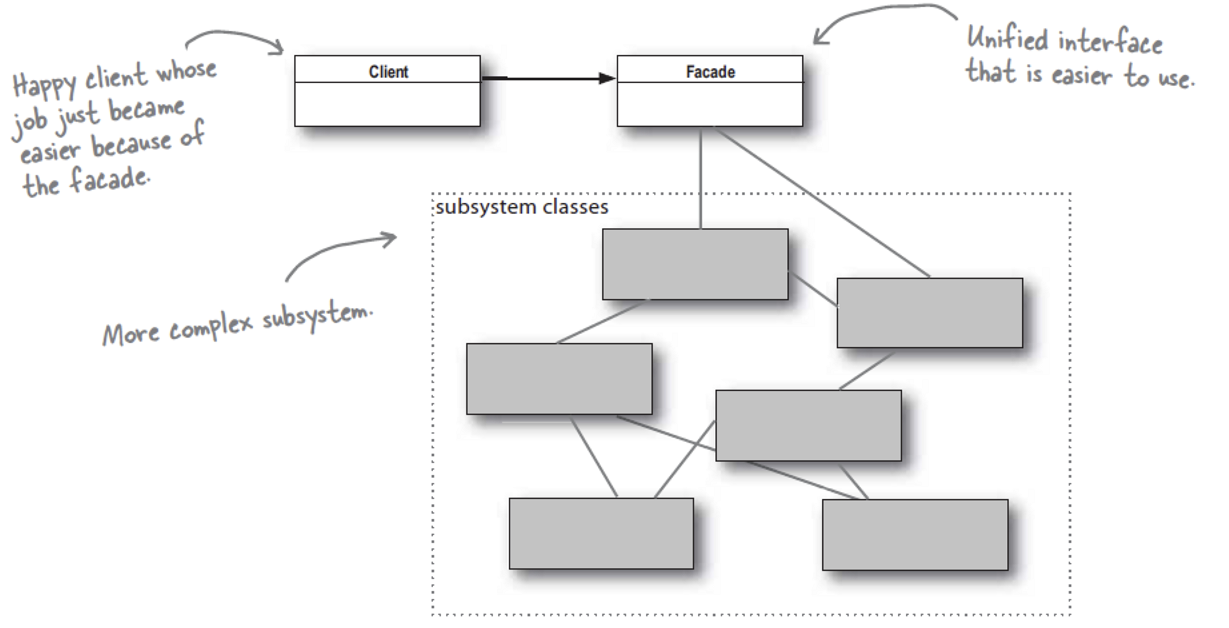 Happy client whose
job just became
easier because of
the facade.
Client
Facade
Unified interface
that is easier to use.
subsystem classes
More complex subsystem.